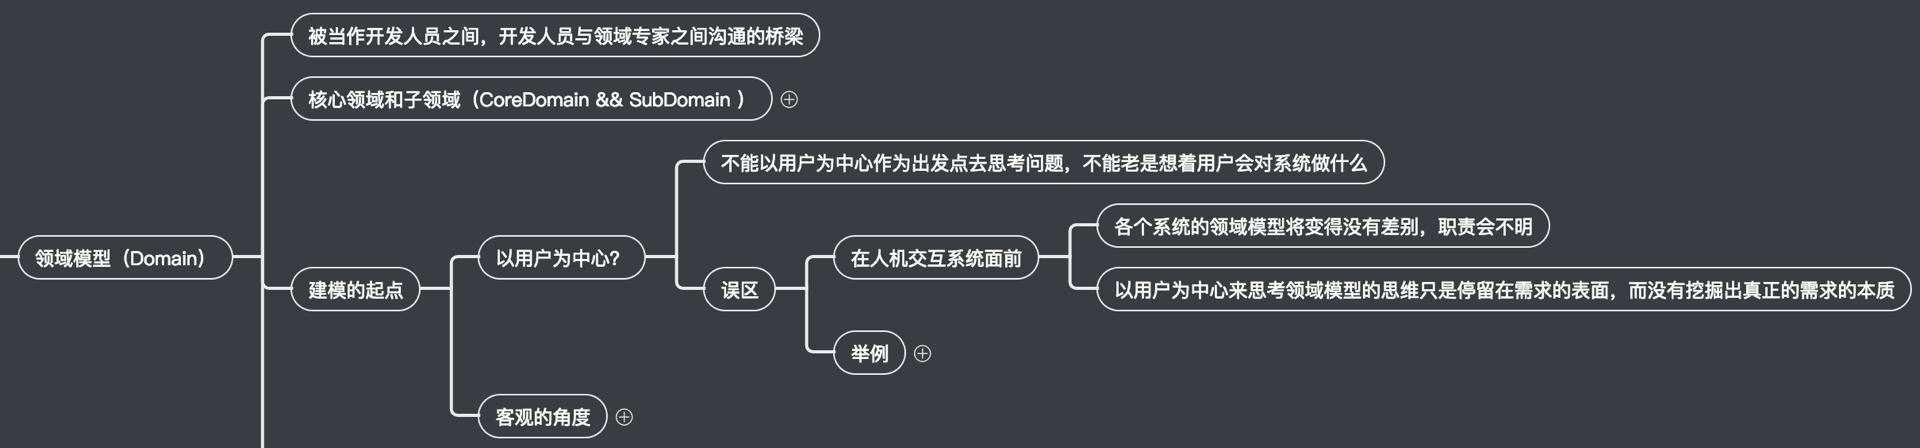 被当作开发人员之间，开发人员与领域专家之间沟通的桥梁
核心领域和子领域（CoreDomain && SubDomain ）
不能以用户为中心作为出发点去思考问题，不能老是想着用户会对系统做什么
各个系统的领域模型将变得没有差别，职责会不明
领域模型（Domain）
以用户为中心？
在人机交互系统面前
建模的起点
误区
以用户为中心来思考领域模型的思维只是停留在需求的表面，而没有挖掘出真正的需求的本质
举例
客观的角度